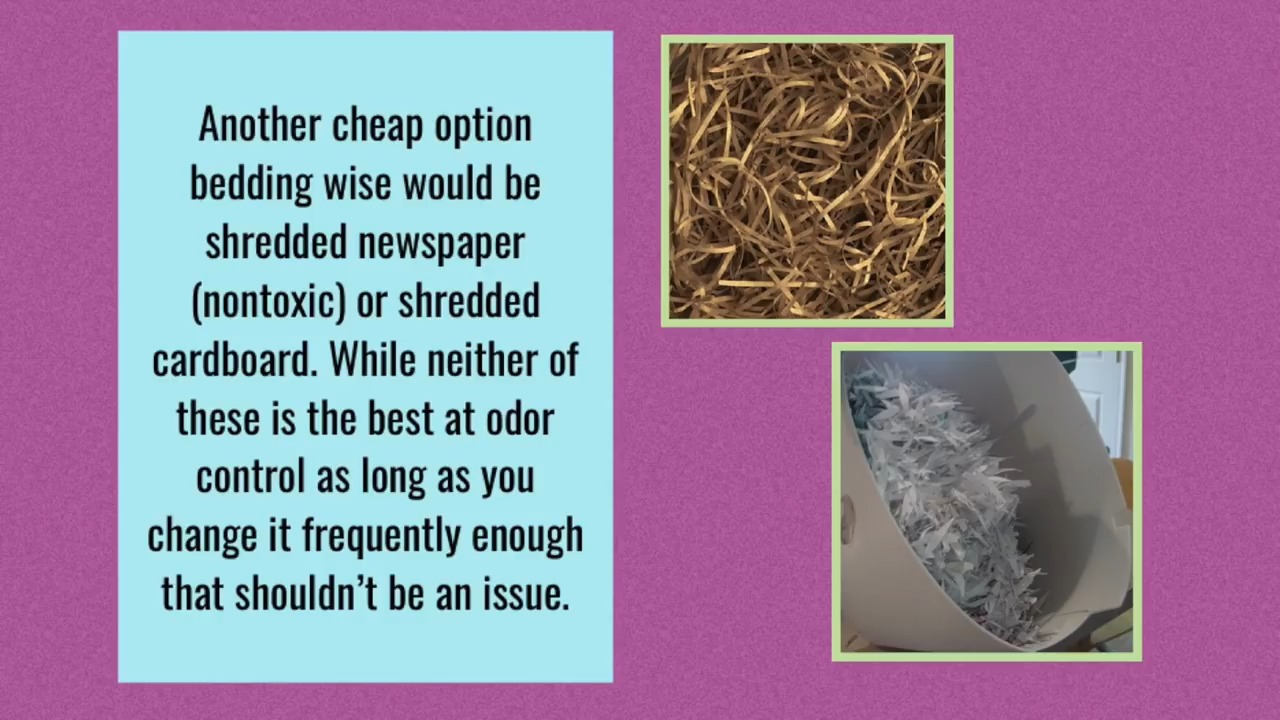 Another cheap option
bedding wise would be
shredded newspaper
(nontoxic) or shredded
cardboard. While neither of
these is the best at odor
control as long as you
change it frequently enough
that shouldn’t be an issue.